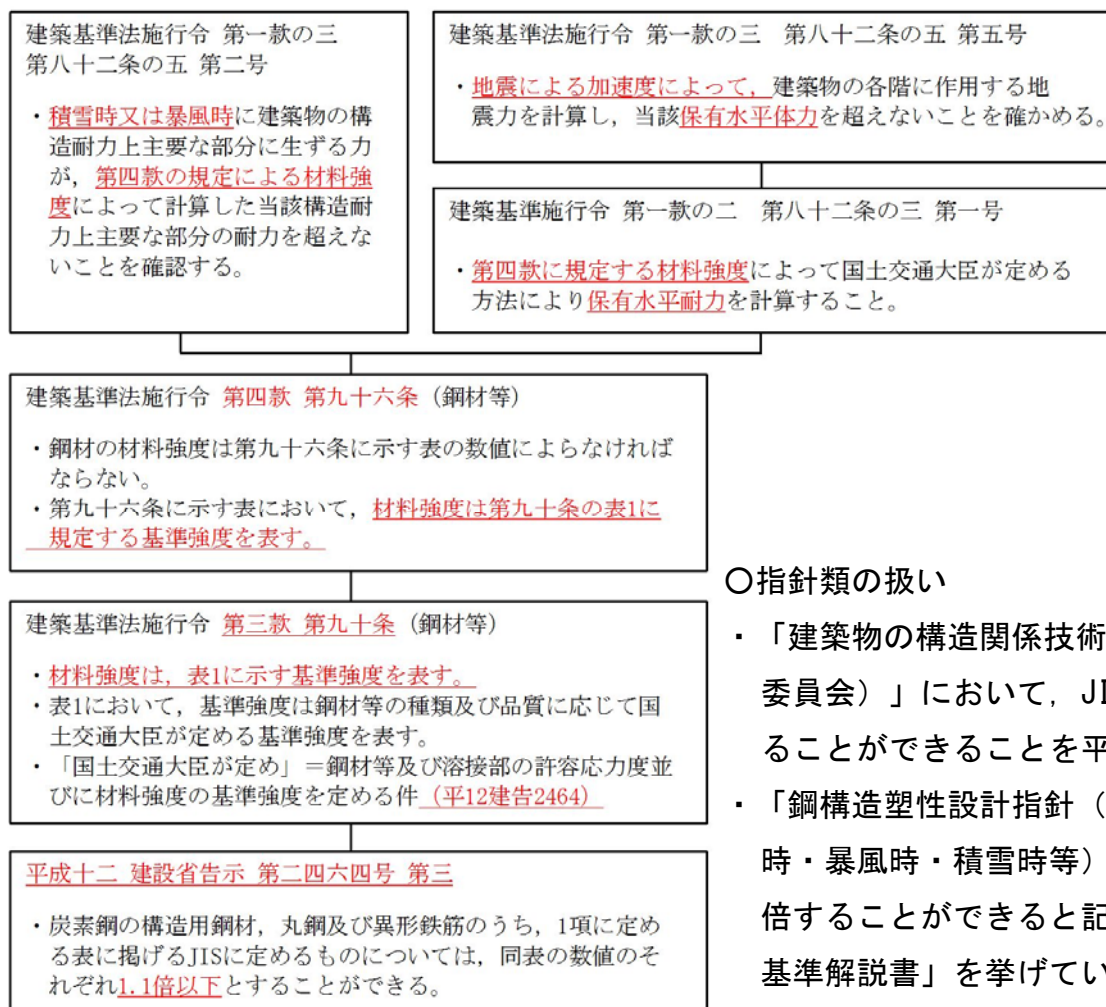 建築基準法施行令 第一款の三
第八十二条の五 第二号
・積雪時又は暴風時に建築物の構
造耐力上主要な部分に生ずる力
が，第四款の規定による材料強
度によって計算した当該構造耐
力上主要な部分の耐力を超えな
いことを確認する。
建築基準法施行令 第一款の三　第八十二条の五 第五号
・地震による加速度によって，建築物の各階に作用する地
震力を計算し，当該保有水平体力を超えないことを確かめる。
建築基準施行令 第一款の二　第八十二条の三 第一号
・第四款に規定する材料強度によって国土交通大臣が定める
方法により保有水平耐力を計算すること。
建築基準法施行令 第四款 第九十六条（鋼材等）
・鋼材の材料強度は第九十六条に示す表の数値によらなければ
ならない。
・第九十六条に示す表において，材料強度は第九十条の表1に
規定する基準強度を表す。
建築基準法施行令 第三款 第九十条（鋼材等）
・材料強度は，表1に示す基準強度を表す。
・表1において，基準強度は鋼材等の種類及び品質に応じて国
土交通大臣が定める基準強度を表す。
・「国土交通大臣が定め」＝鋼材等及び溶接部の許容応力度並
びに材料強度の基準強度を定める件（平12建告2464）
平成十二 建設省告示 第二四六四号 第三
・炭素鋼の構造用鋼材，丸鋼及び異形鉄筋のうち，1項に定め
る表に掲げるJISに定めるものについては，同表の数値のそ
れぞれ1.1倍以下とすることができる。
〇指針類の扱い
・「建築物の構造関係技術
委員会）」において，JI
ることができることを平
・「鋼構造塑性設計指針（
時・暴風時・積雪時等）
倍することができると記
基準解説書」を挙げてい